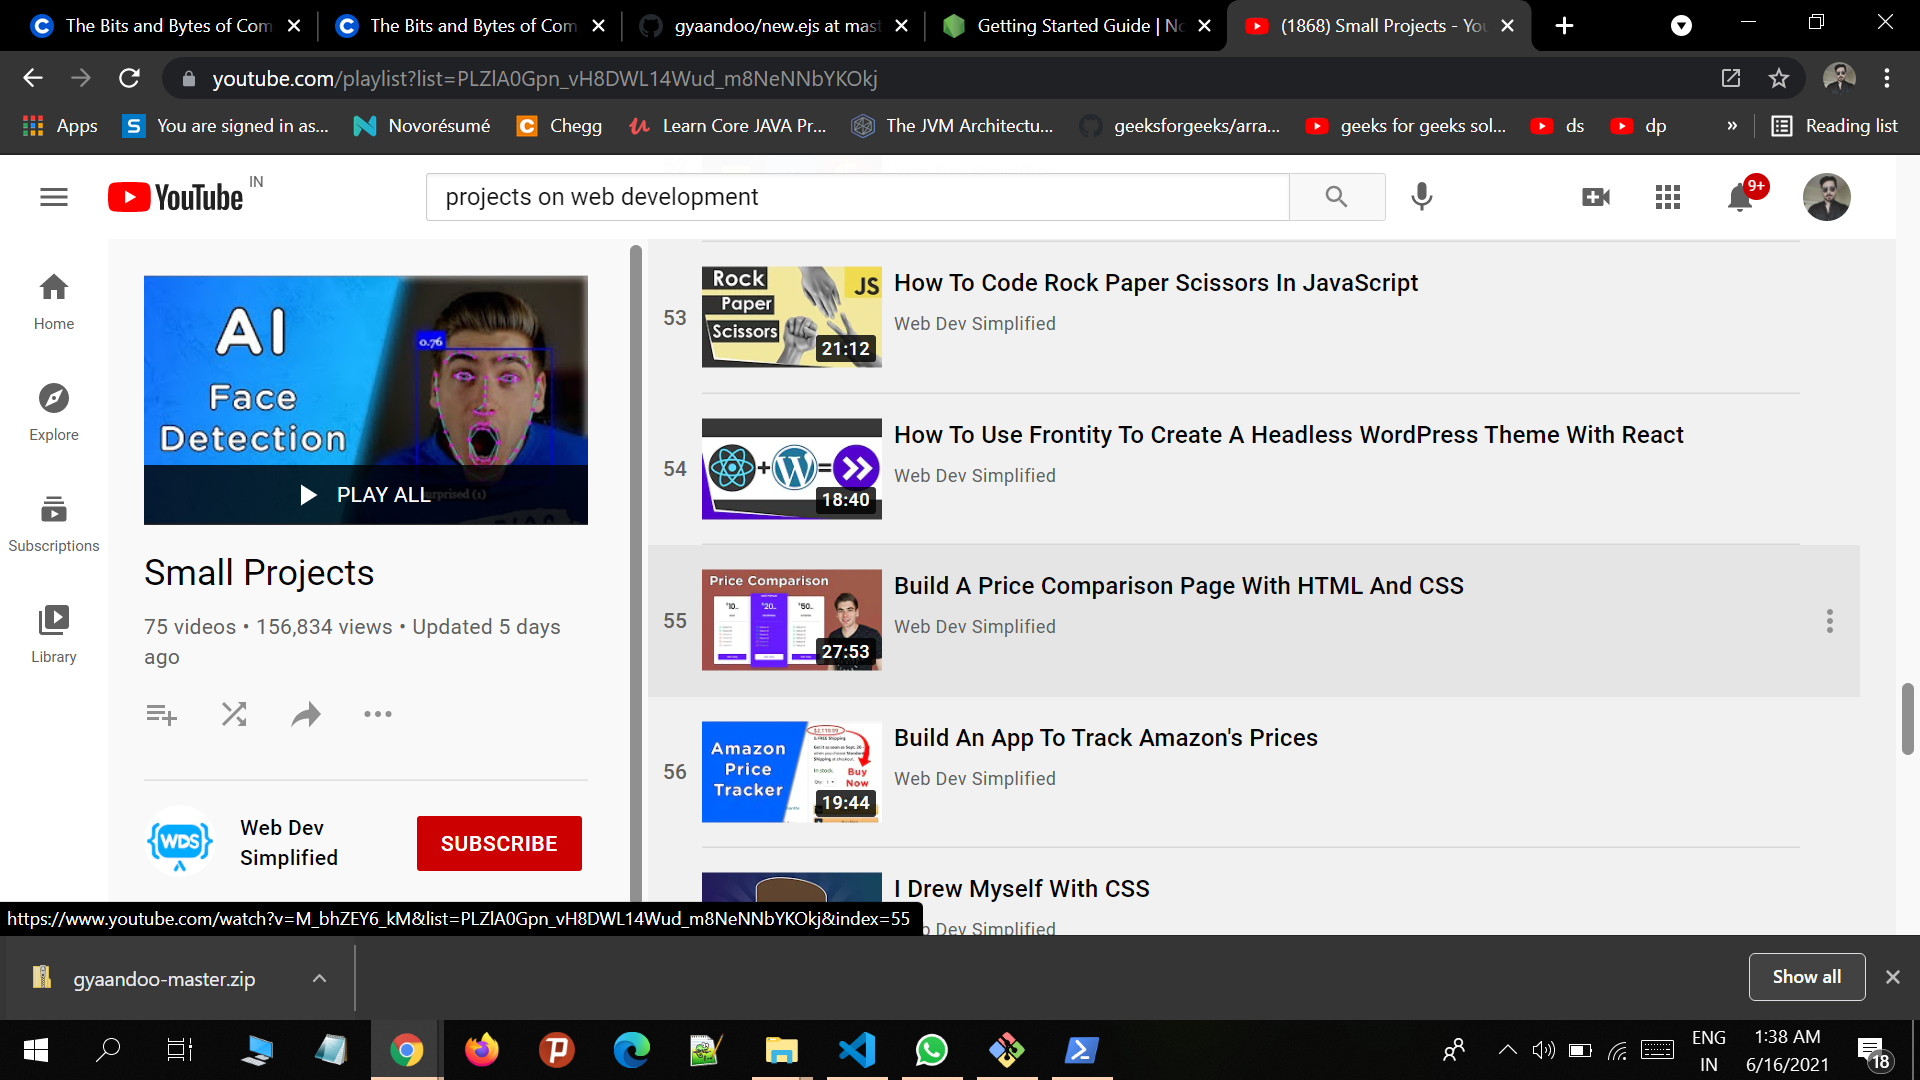 The Bits and Bytes of Com
The Bits and Bytes of Com
gyaandoo/new.ejs at mast
Getting Started Guide | No
(1868) Small Projects - You
youtube.com/playlist?list=PLZlA0Gpn_vH8DWL14Wud_m8NeNNbYKOkj
Apps
You are signed in as...
Novorésumé
Chegg
Learn Core JAVA Pr...
The JVM Architectu...
geeksforgeeks/arra...
geeks for geeks sol...
ds
dp
»
Reading list
YouTube IN
projects on web development
9+
Home
Explore
Subscriptions
Library
AI
Face
Detection
0.76
PLAY ALL
surprised (1)
Small Projects
75 videos • 156,834 views • Updated 5 days
ago
WDS
Web Dev
Simplified
SUBSCRIBE
53
Rock
Paper
Scissors
JS
21:12
How To Code Rock Paper Scissors In JavaScript
Web Dev Simplified
54
18:40
How To Use Frontity To Create A Headless WordPress Theme With React
Web Dev Simplified
55
Price Comparison
10
20
50
27:53
Build A Price Comparison Page With HTML And CSS
Web Dev Simplified
56
Amazon
Price
Tracker
Buy
Now
19:44
Build An App To Track Amazon's Prices
Web Dev Simplified
I Drew Myself With CSS
b Dev Simplified
https://www.youtube.com/watch?v=M_bhZEY6_kM&list=PLZlA0Gpn_vH8DWL14Wud_m8NeNNbYKOkj&index=55
gyaandoo-master.zip
Show all
ENG
IN
1:38 AM
6/16/2021
18